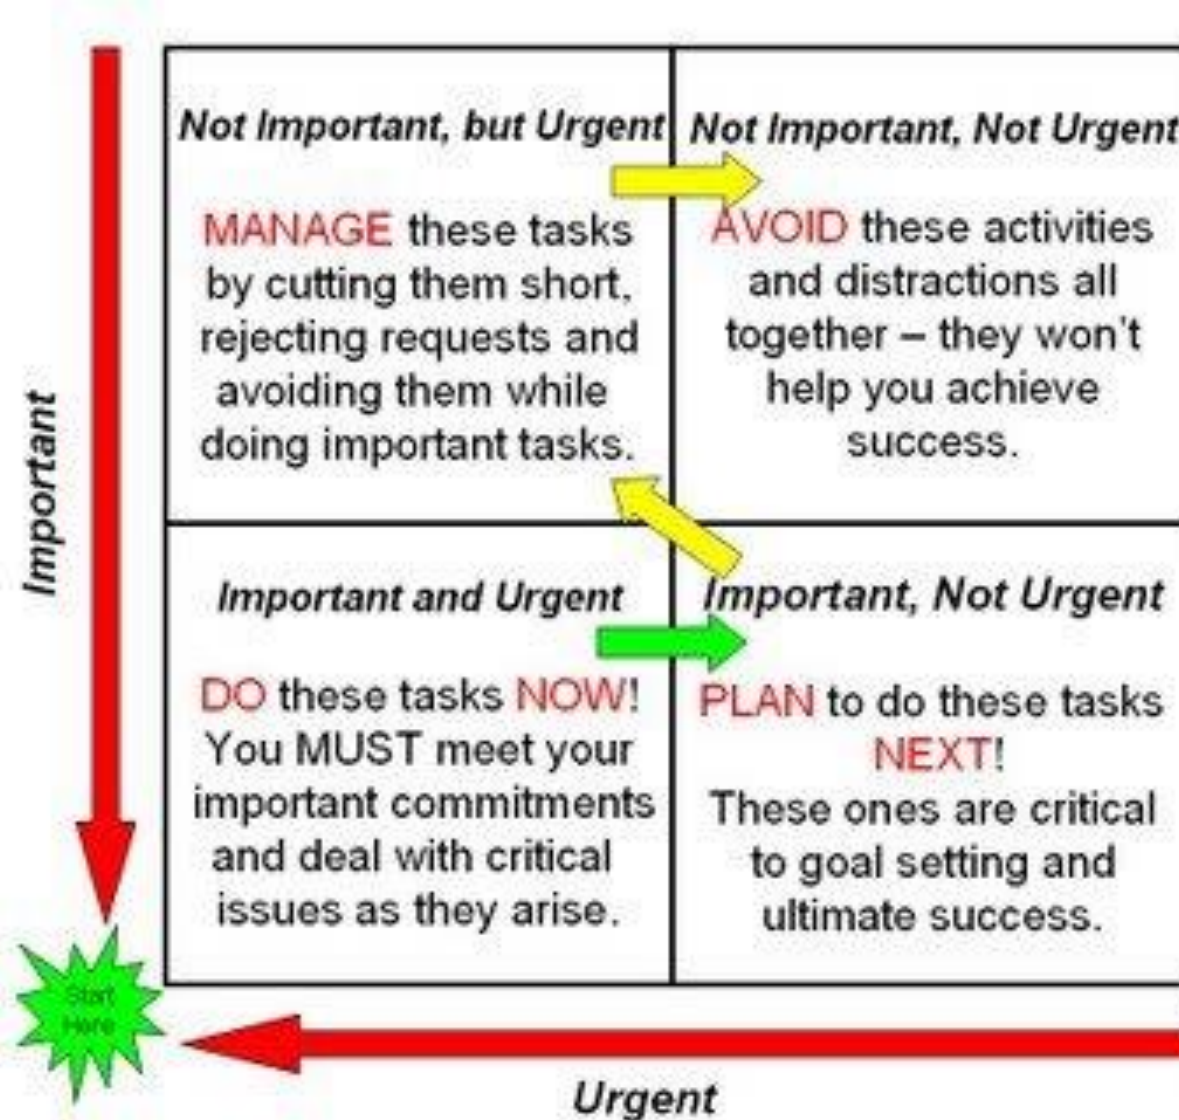 Not Important, but Urgent
MANAGE these tasks
by cutting them short,
rejecting requests and
avoiding them while
doing important tasks.
Not Important, Not Urgent
AVOID these activities
and distractions all
together – they won't
help you achieve
success.
Important
Important and Urgent
DO these tasks NOW!
You MUST meet your
important commitments
and deal with critical
issues as they arise.
Important, Not Urgent
PLAN to do these tasks
NEXT!
These ones are critical
to goal setting and
ultimate success.
Start
Here
Urgent